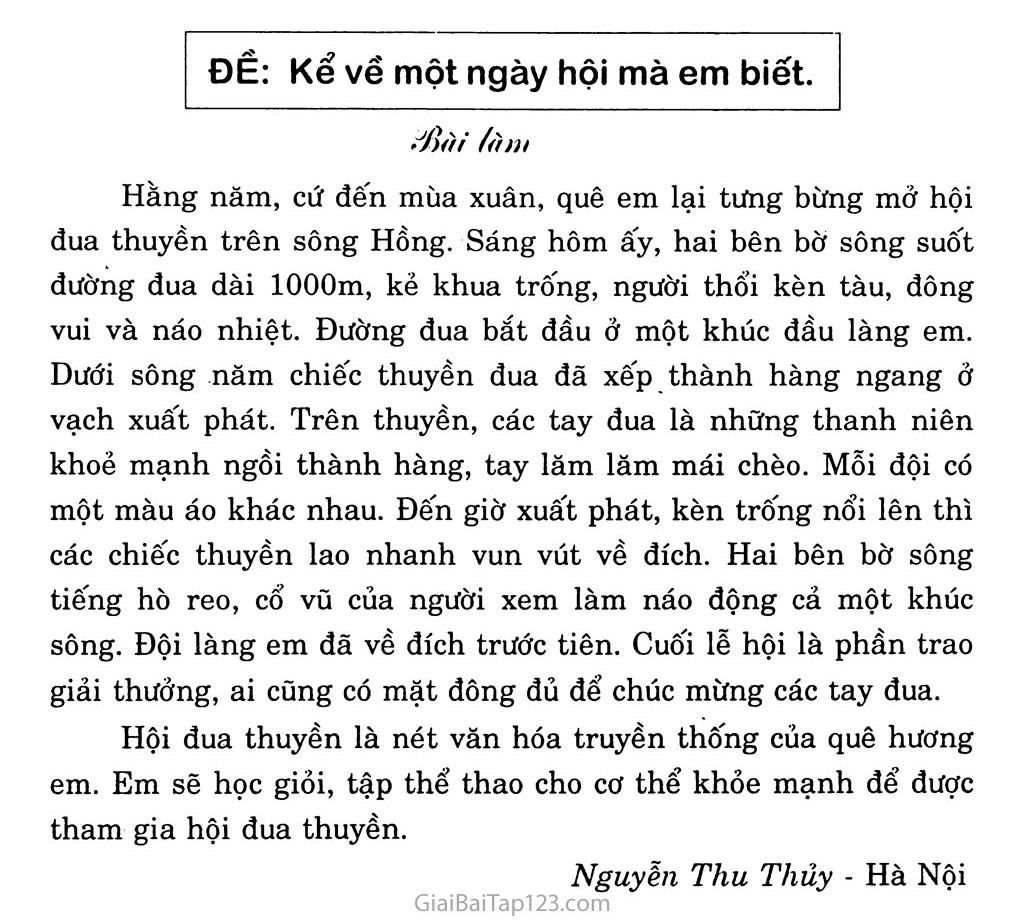 ĐỀ: Kể về một ngày hội mà em biết.
Bài làm
Hằng năm, cứ đến mùa xuân, quê em lại tưng bừng mở hội
đua thuyền trên sông Hồng. Sáng hôm ấy, hai bên bờ sông suốt
đường đua dài 1000m, kẻ khua trống, người thổi kèn tàu, đông
vui và náo nhiệt. Đường đua bắt đầu ở một khúc đầu làng em.
Dưới sông năm chiếc thuyền đua đã xếp thành hàng ngang ở
vạch xuất phát. Trên thuyền, các tay đua là những thanh niên
khoẻ mạnh ngồi thành hàng, tay lăm lăm mái chèo. Mỗi đội có
một màu áo khác nhau. Đến giờ xuất phát, kèn trống nổi lên thì
các chiếc thuyền lao nhanh vun vút về đích. Hai bên bờ sông
tiếng hò reo, cổ vũ của người xem làm náo động cả một khúc
sông. Đội làng em đã về đích trước tiên. Cuối lễ hội là phần trao
giải thưởng, ai cũng có mặt đông đủ để chúc mừng các tay đua.
Hội đua thuyền là nét văn hóa truyền thống của quê hương
em. Em sẽ học giỏi, tập thể thao cho cơ thể khỏe mạnh để được
tham gia hội đua thuyền.
Nguyễn Thu Thủy - Hà Nội
GiaiBaiTap123.com